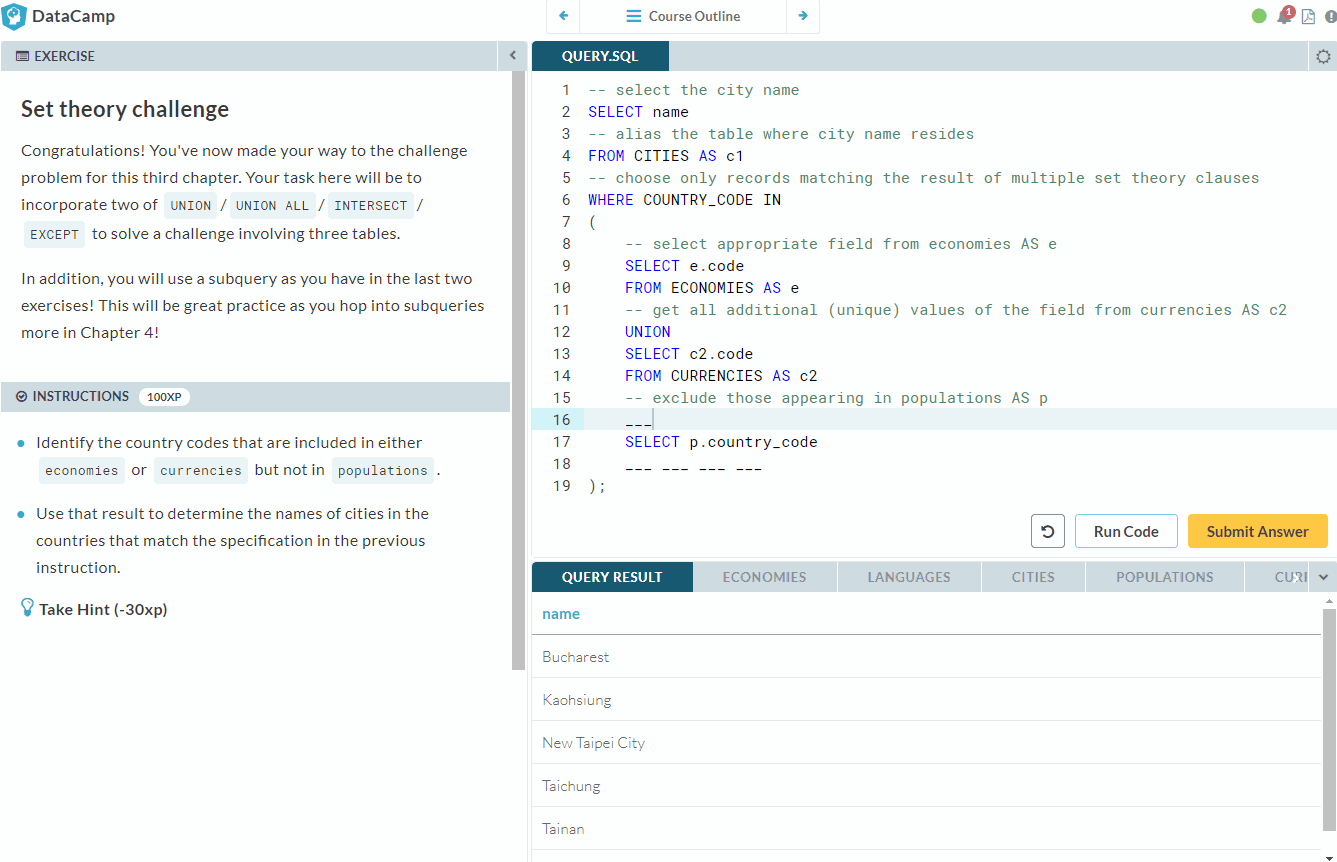 DataCamp
Course Outline
1
EXERCISE
Set theory challenge
Congratulations! You've now made your way to the challenge
problem for this third chapter. Your task here will be to
incorporate two of UNION / UNION ALL / INTERSECT /
EXCEPT to solve a challenge involving three tables.
In addition, you will use a subquery as you have in the last two
exercises! This will be great practice as you hop into subqueries
more in Chapter 4!
INSTRUCTIONS 100XP
Identify the country codes that are included in either
economies or currencies but not in populations .
Use that result to determine the names of cities in the
countries that match the specification in the previous
instruction.
Take Hint (-30xp)
QUERY.SQL
1 -- select the city name
2 SELECT name
3 -- alias the table where city name resides
4 FROM CITIES AS c1
5 -- choose only records matching the result of multiple set theory clauses
6 WHERE COUNTRY_CODE IN
7 (
8 -- select appropriate field from economies AS e
9 SELECT e.code
10 FROM ECONOMIES AS e
11 -- get all additional (unique) values of the field from currencies AS c2
12 UNION
13 SELECT c2.code
14 FROM CURRENCIES AS c2
15 -- exclude those appearing in populations AS p
16 ___
17 SELECT p.country_code
18 ___ ___ ___ ___
19 );
Run Code
Submit Answer
QUERY RESULT ECONOMIES LANGUAGES CITIES POPULATIONS CURI
name
Bucharest
Kaohsiung
New Taipei City
Taichung
Tainan